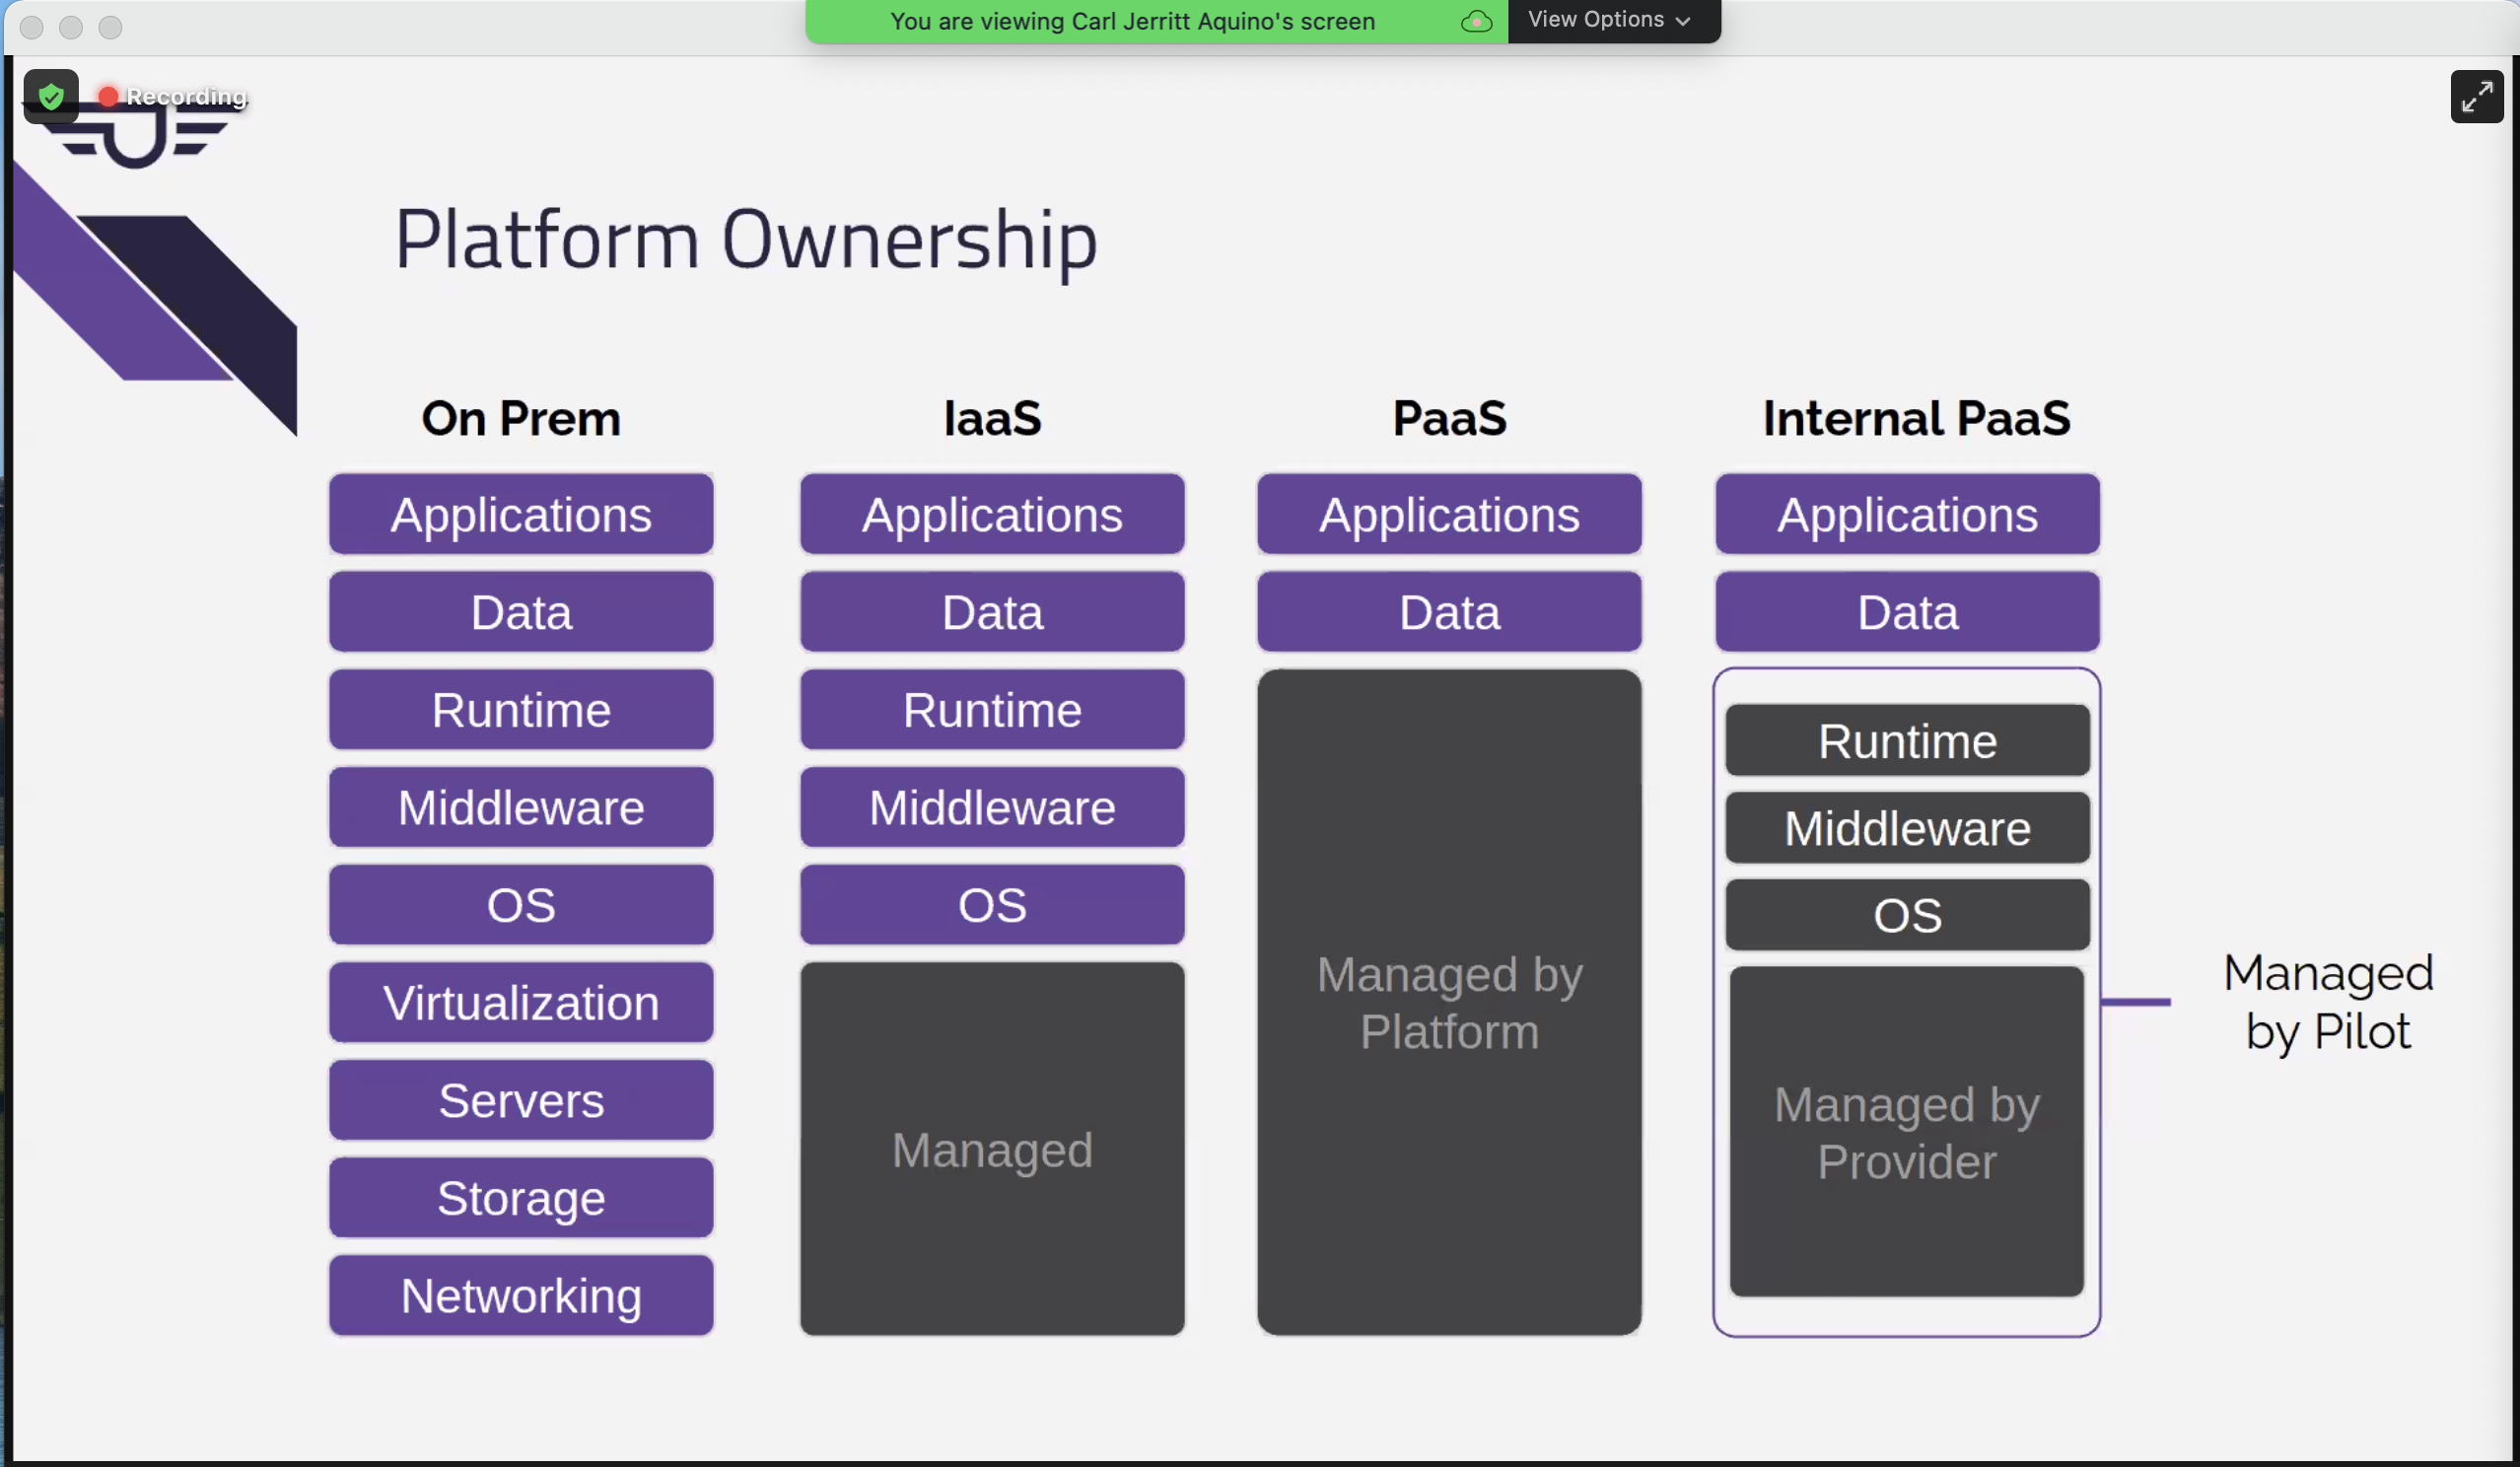 You are viewing Carl Jerritt Aquino's screen
View Options
Recording
Platform Ownership
On Prem
Applications
Data
Runtime
Middleware
OS
Virtualization
Servers
Storage
Networking
IaaS
Applications
Data
Runtime
Middleware
OS
Managed
PaaS
Applications
Data
Managed by
Platform
Internal PaaS
Applications
Data
Runtime
Middleware
OS
Managed by
Provider
Managed
by Pilot